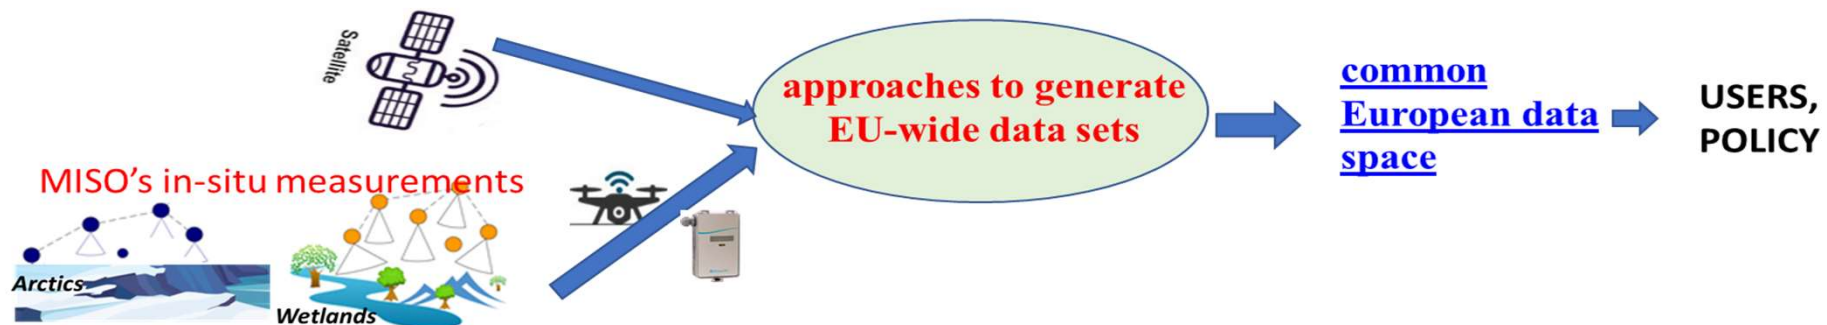 Satellite
MISO's in-situ measurements
Arctics
Wetlands
approaches to generate
EU-wide data sets
common
European data
space
USERS,
POLICY